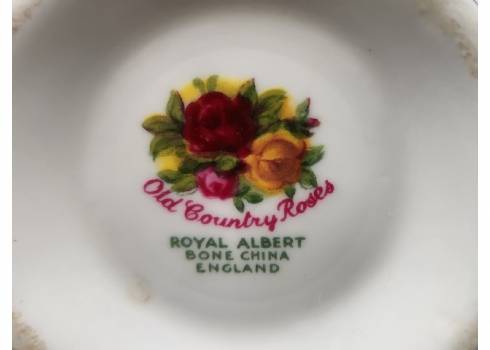 Old Country Roses
ROYAL ALBERT
BONE CHINA
ENGLAND